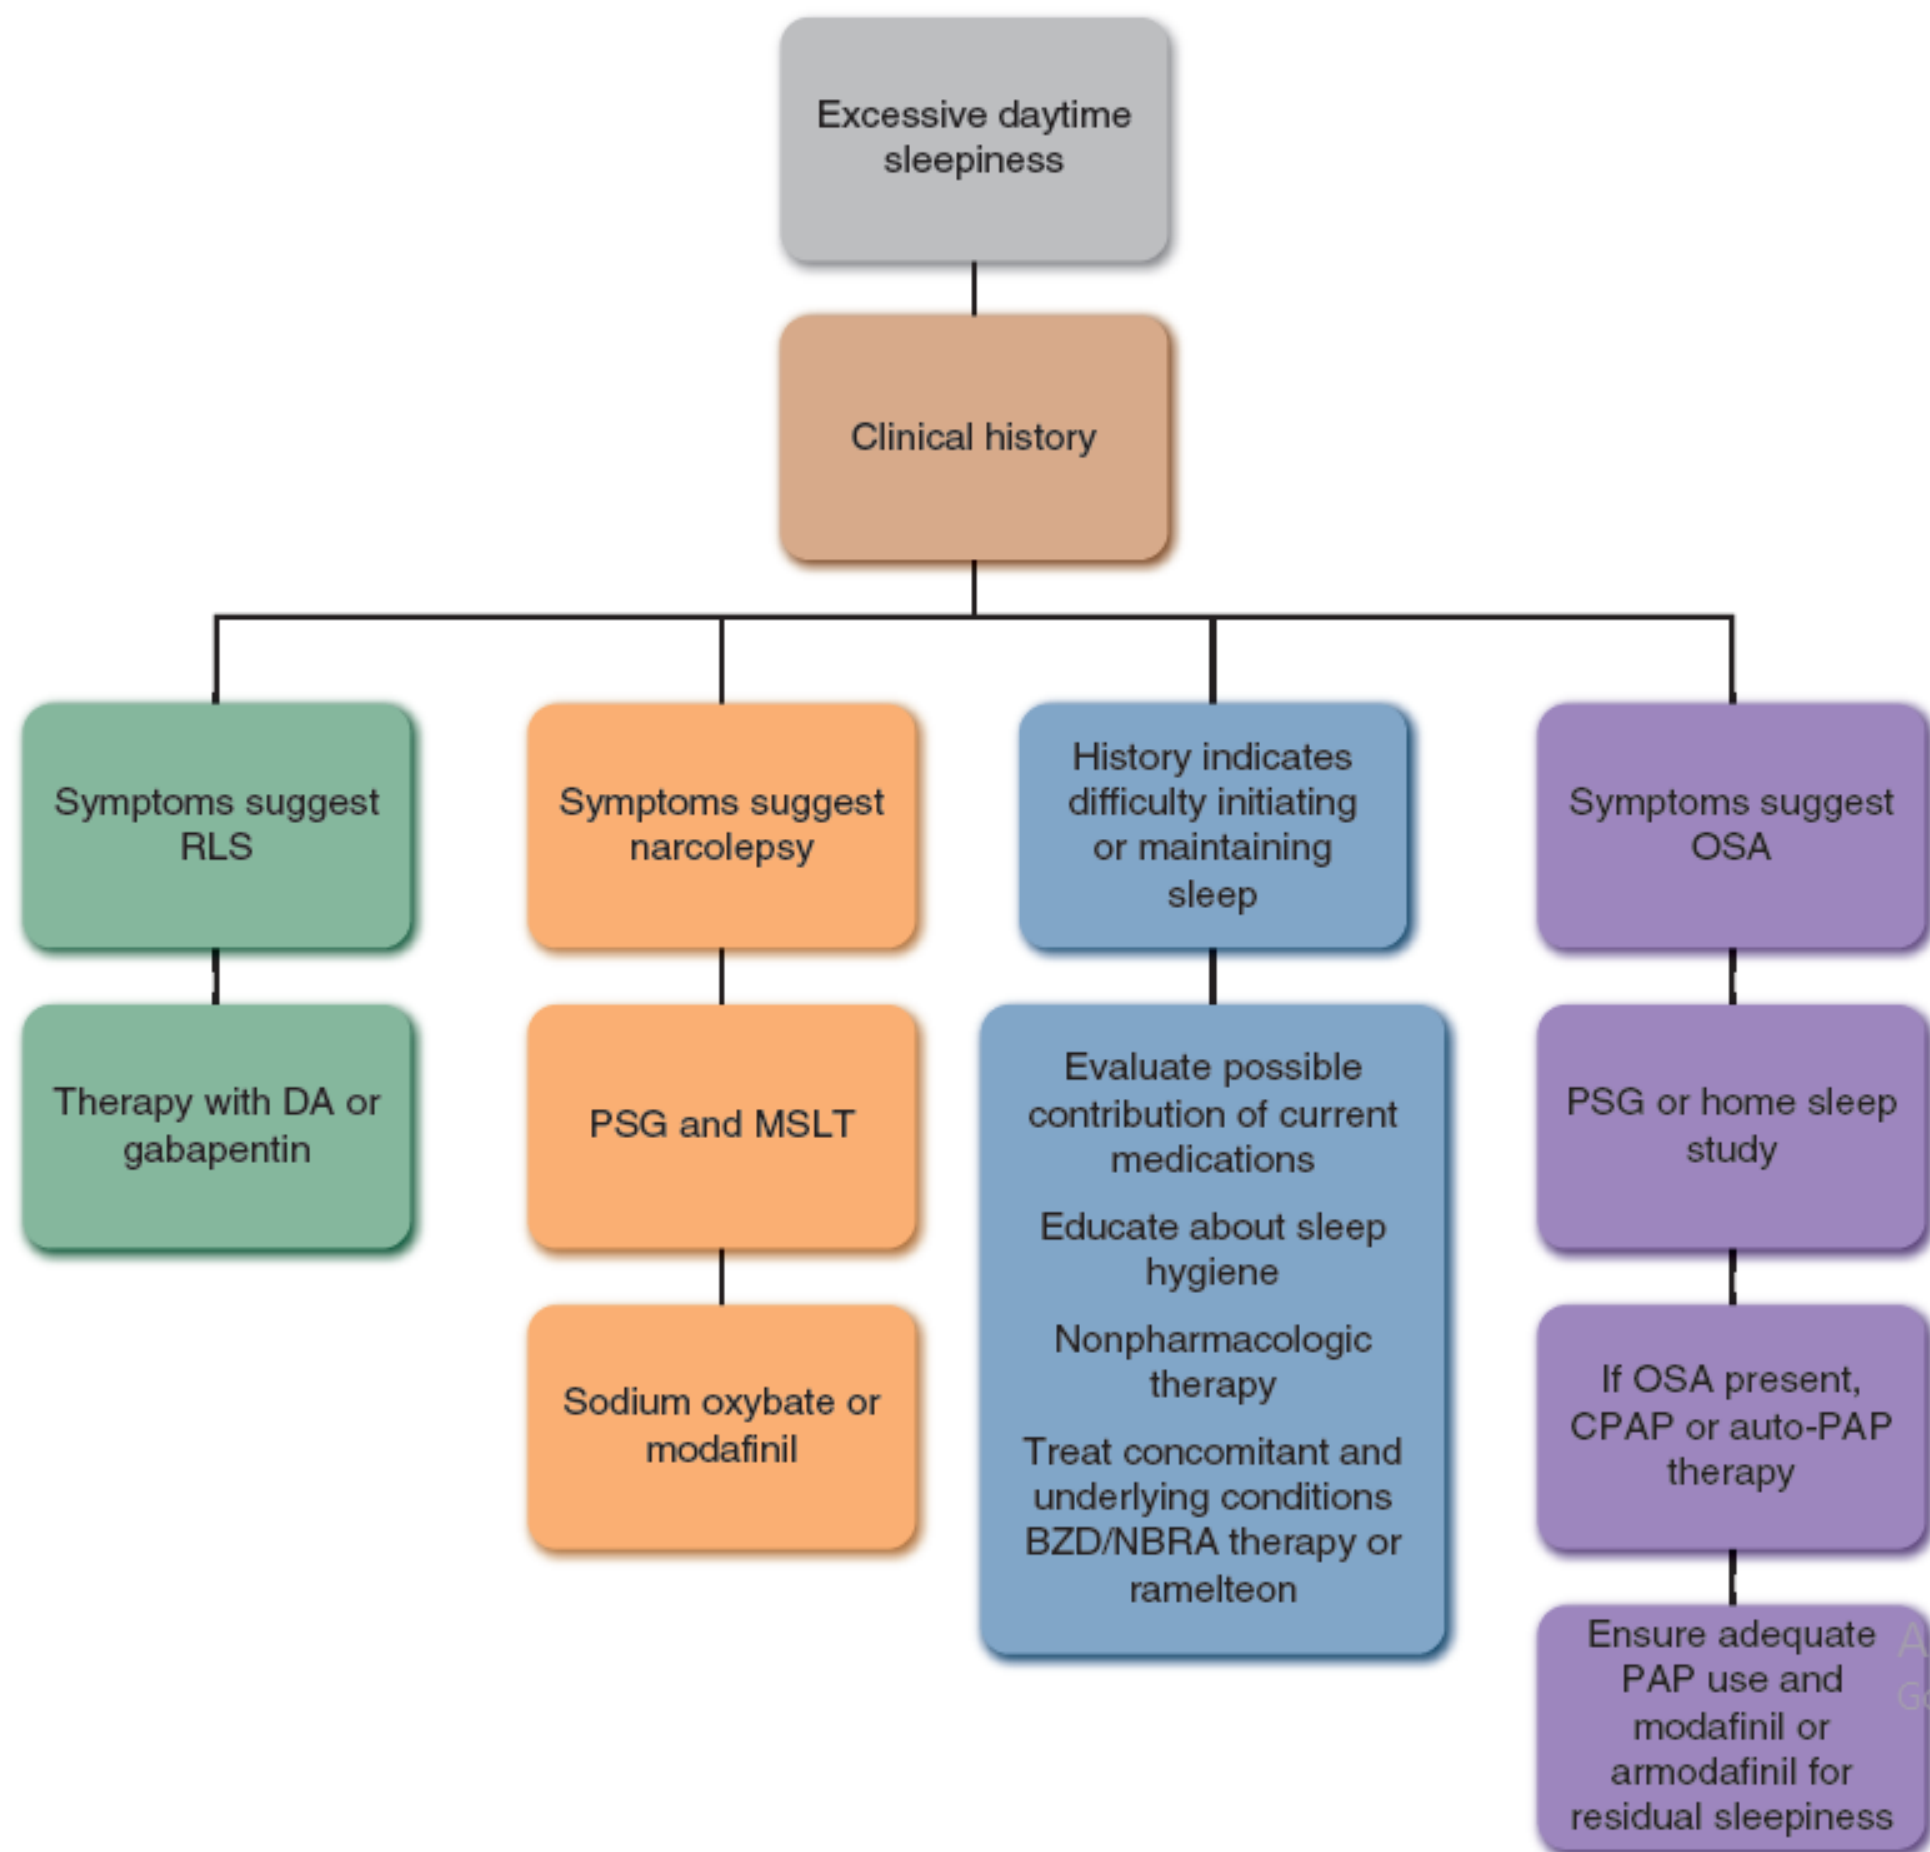 Excessive daytime
sleepiness
Clinical history
Symptoms suggest
RLS
Therapy with DA or
gabapentin
Symptoms suggest
narcolepsy
PSG and MSLT
Sodium oxybate or
modafinil
History indicates
difficulty initiating
or maintaining
sleep
Evaluate possible
contribution of current
medications
Educate about sleep
hygiene
Nonpharmacologic
therapy
Treat concomitant and
underlying conditions
BZD/NBRA therapy or
ramelteon
Symptoms suggest
OSA
PSG or home sleep
study
If OSA present,
CPAP or auto-PAP
therapy
Ensure adequate
PAP use and
modafinil or
armodafinil for
residual sleepiness